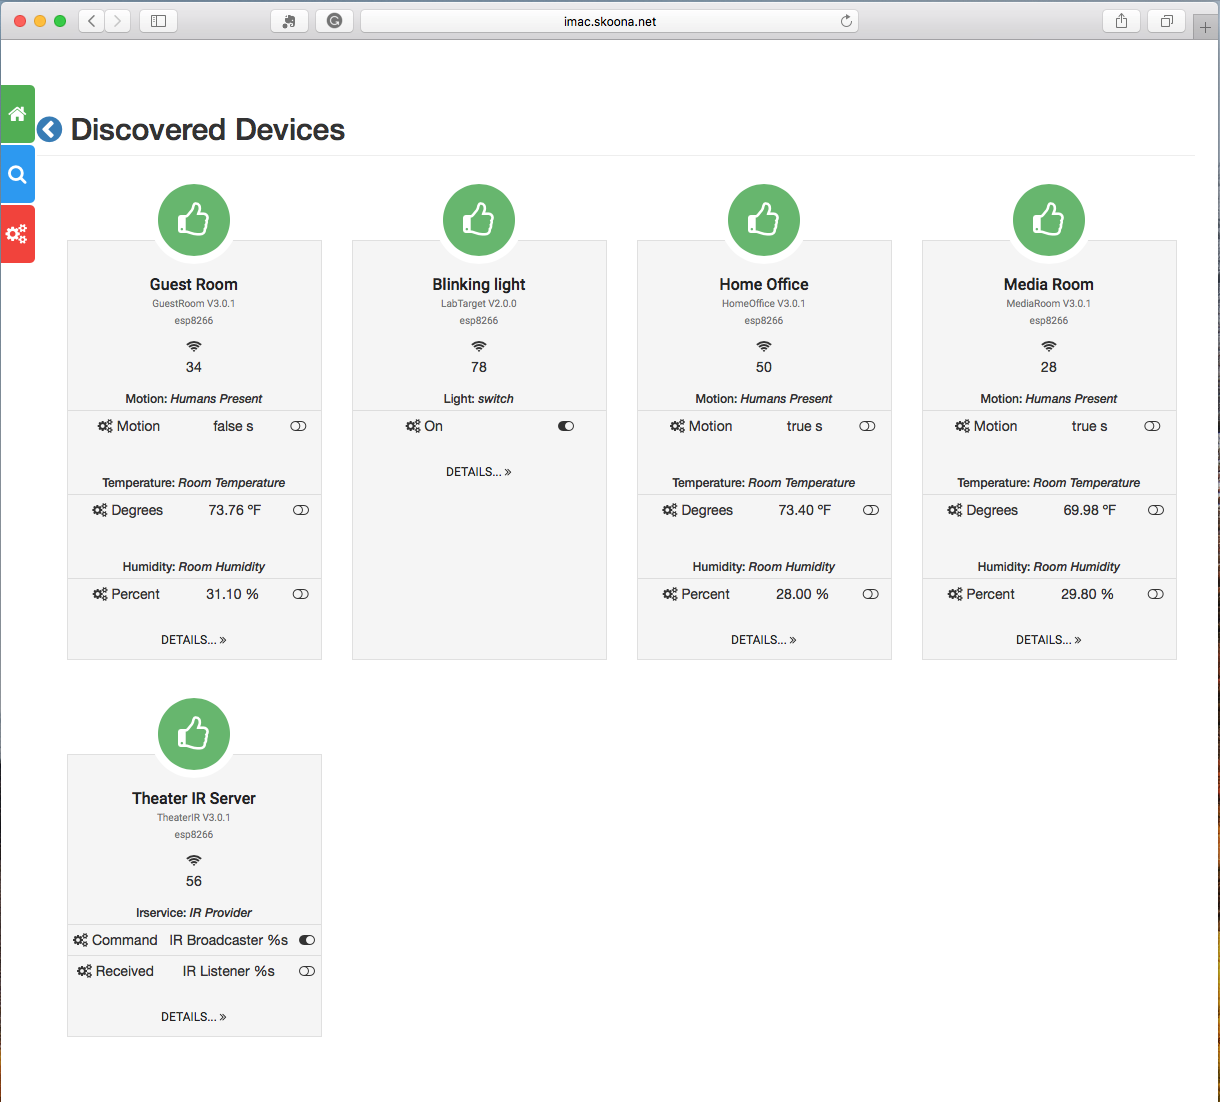 imac.skoona.net
Discovered Devices
Guest Room
GuestRoom V3.0.1
esp8266
34
Motion: Humans Present
Motion false s
Temperature: Room Temperature
Degrees 73.76 ºF
Humidity: Room Humidity
Percent 31.10 %
DETAILS... »
Blinking light
LabTarget V2.0.0
esp8266
78
Light: switch
On
DETAILS... »
Home Office
HomeOffice V3.0.1
esp8266
50
Motion: Humans Present
Motion true s
Temperature: Room Temperature
Degrees 73.40 ºF
Humidity: Room Humidity
Percent 28.00 %
DETAILS... »
Media Room
MediaRoom V3.0.1
esp8266
28
Motion: Humans Present
Motion true s
Temperature: Room Temperature
Degrees 69.98 ºF
Humidity: Room Humidity
Percent 29.80 %
DETAILS... »
Theater IR Server
TheaterIR V3.0.1
esp8266
56
Irservice: IR Provider
Command IR Broadcaster %s
Received IR Listener %s
DETAILS... »